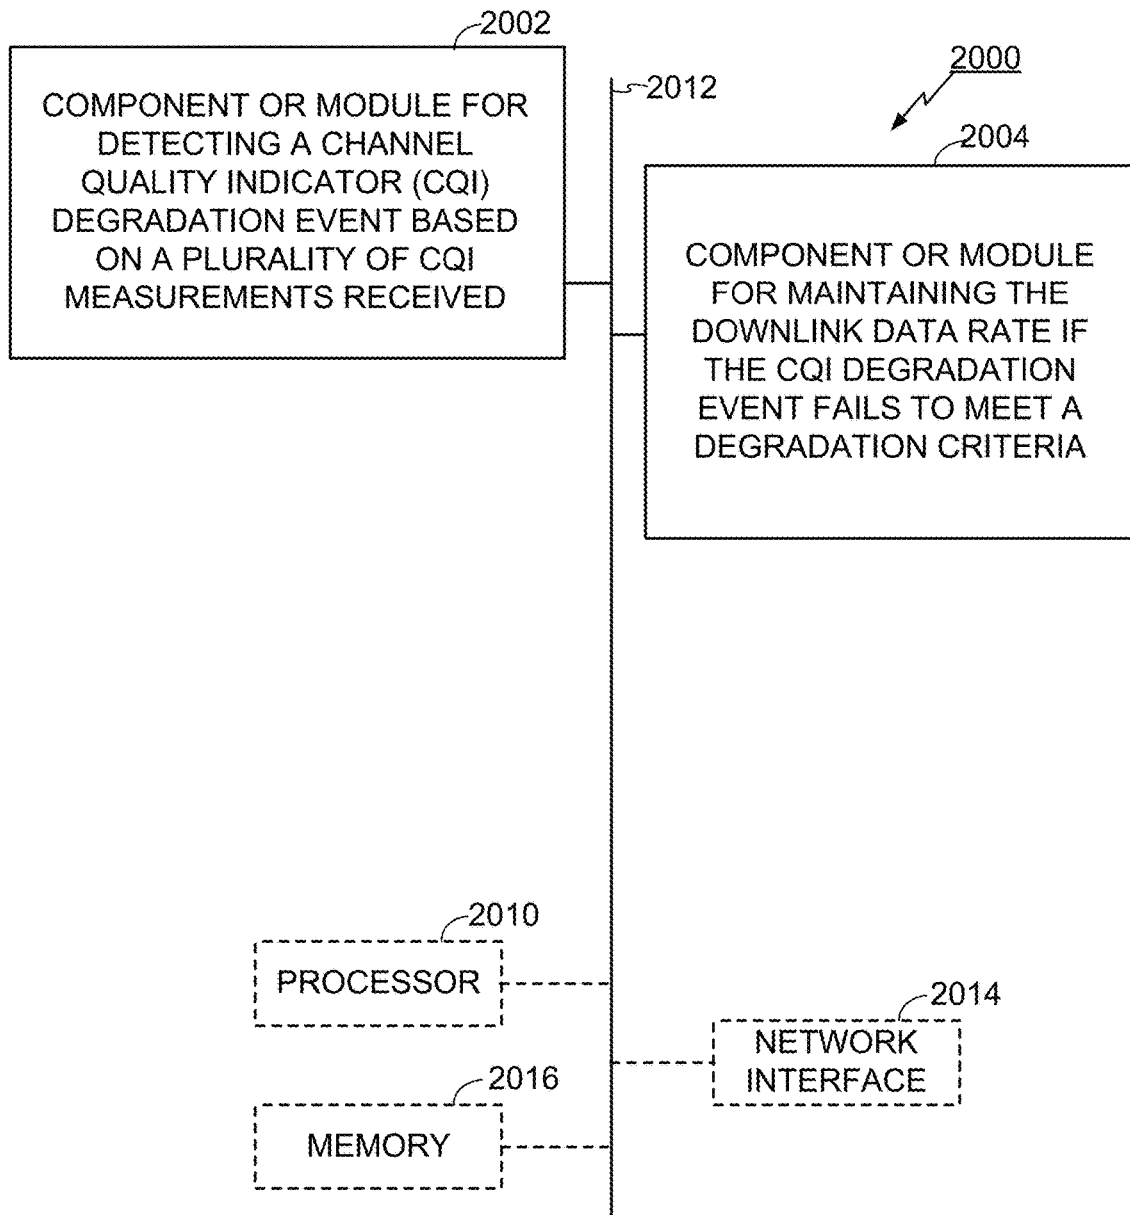 2002
COMPONENT OR MODULE FOR
DETECTING A CHANNEL
QUALITY INDICATOR (CQI)
DEGRADATION EVENT BASED
ON A PLURALITY OF CQI
MEASUREMENTS RECEIVED
2012
2000
2004
COMPONENT OR MODULE
FOR MAINTAINING THE
DOWNLINK DATA RATE IF
THE CQI DEGRADATION
EVENT FAILS TO MEET A
DEGRADATION CRITERIA
2010
PROCESSOR
2014
NETWORK
INTERFACE
2016
MEMORY